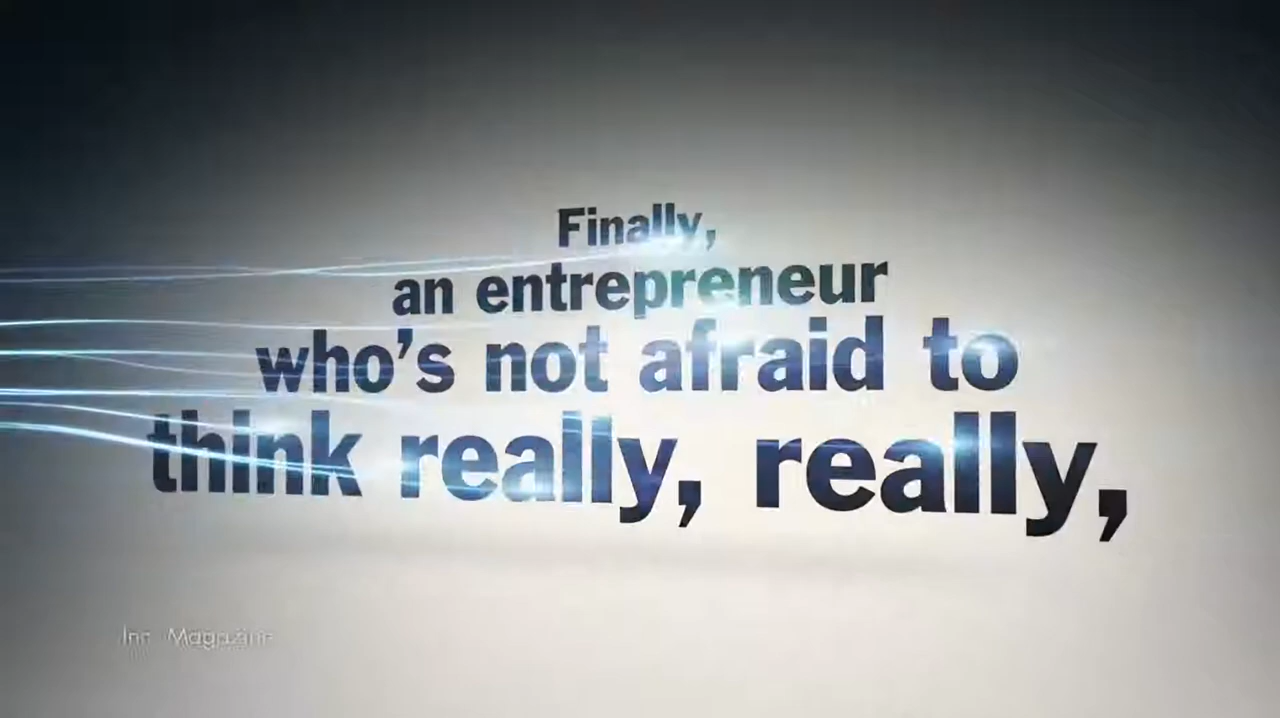 Finally,
an entrepreneur
who’s not afraid to
think really, really,
Inc Magazine